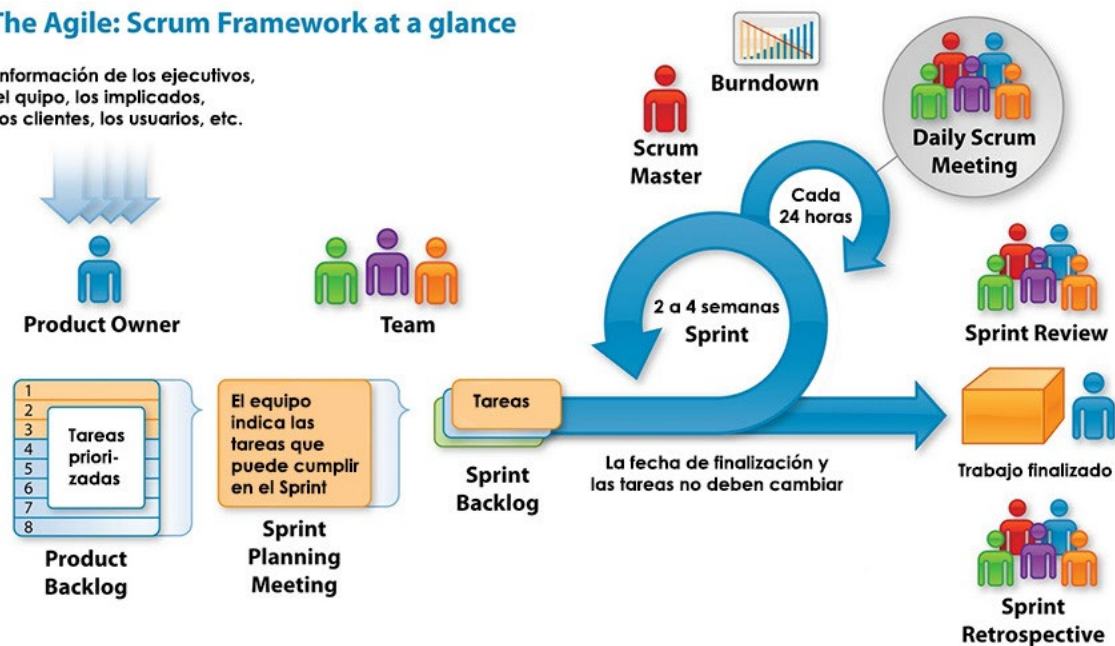 The Agile: Scrum Framework at a glance
nformación de los ejecutivos,
el quipo, los implicados,
os clientes, los usuarios, etc.
Product Owner
Team
Scrum
Master
Burndown
Daily Scrum
Meeting
Cada
24 horas
2 a 4 semanas
Sprint
Sprint Review
1
2
3
4
5
6
7
8
Tareas
priori-
zadas
Product
Backlog
El equipo
indica las
tareas que
puede cumplir
en el Sprint
Sprint
Planning
Meeting
Tareas
Sprint
Backlog
La fecha de finalización y
las tareas no deben cambiar
Trabajo finalizado
Sprint
Retrospective